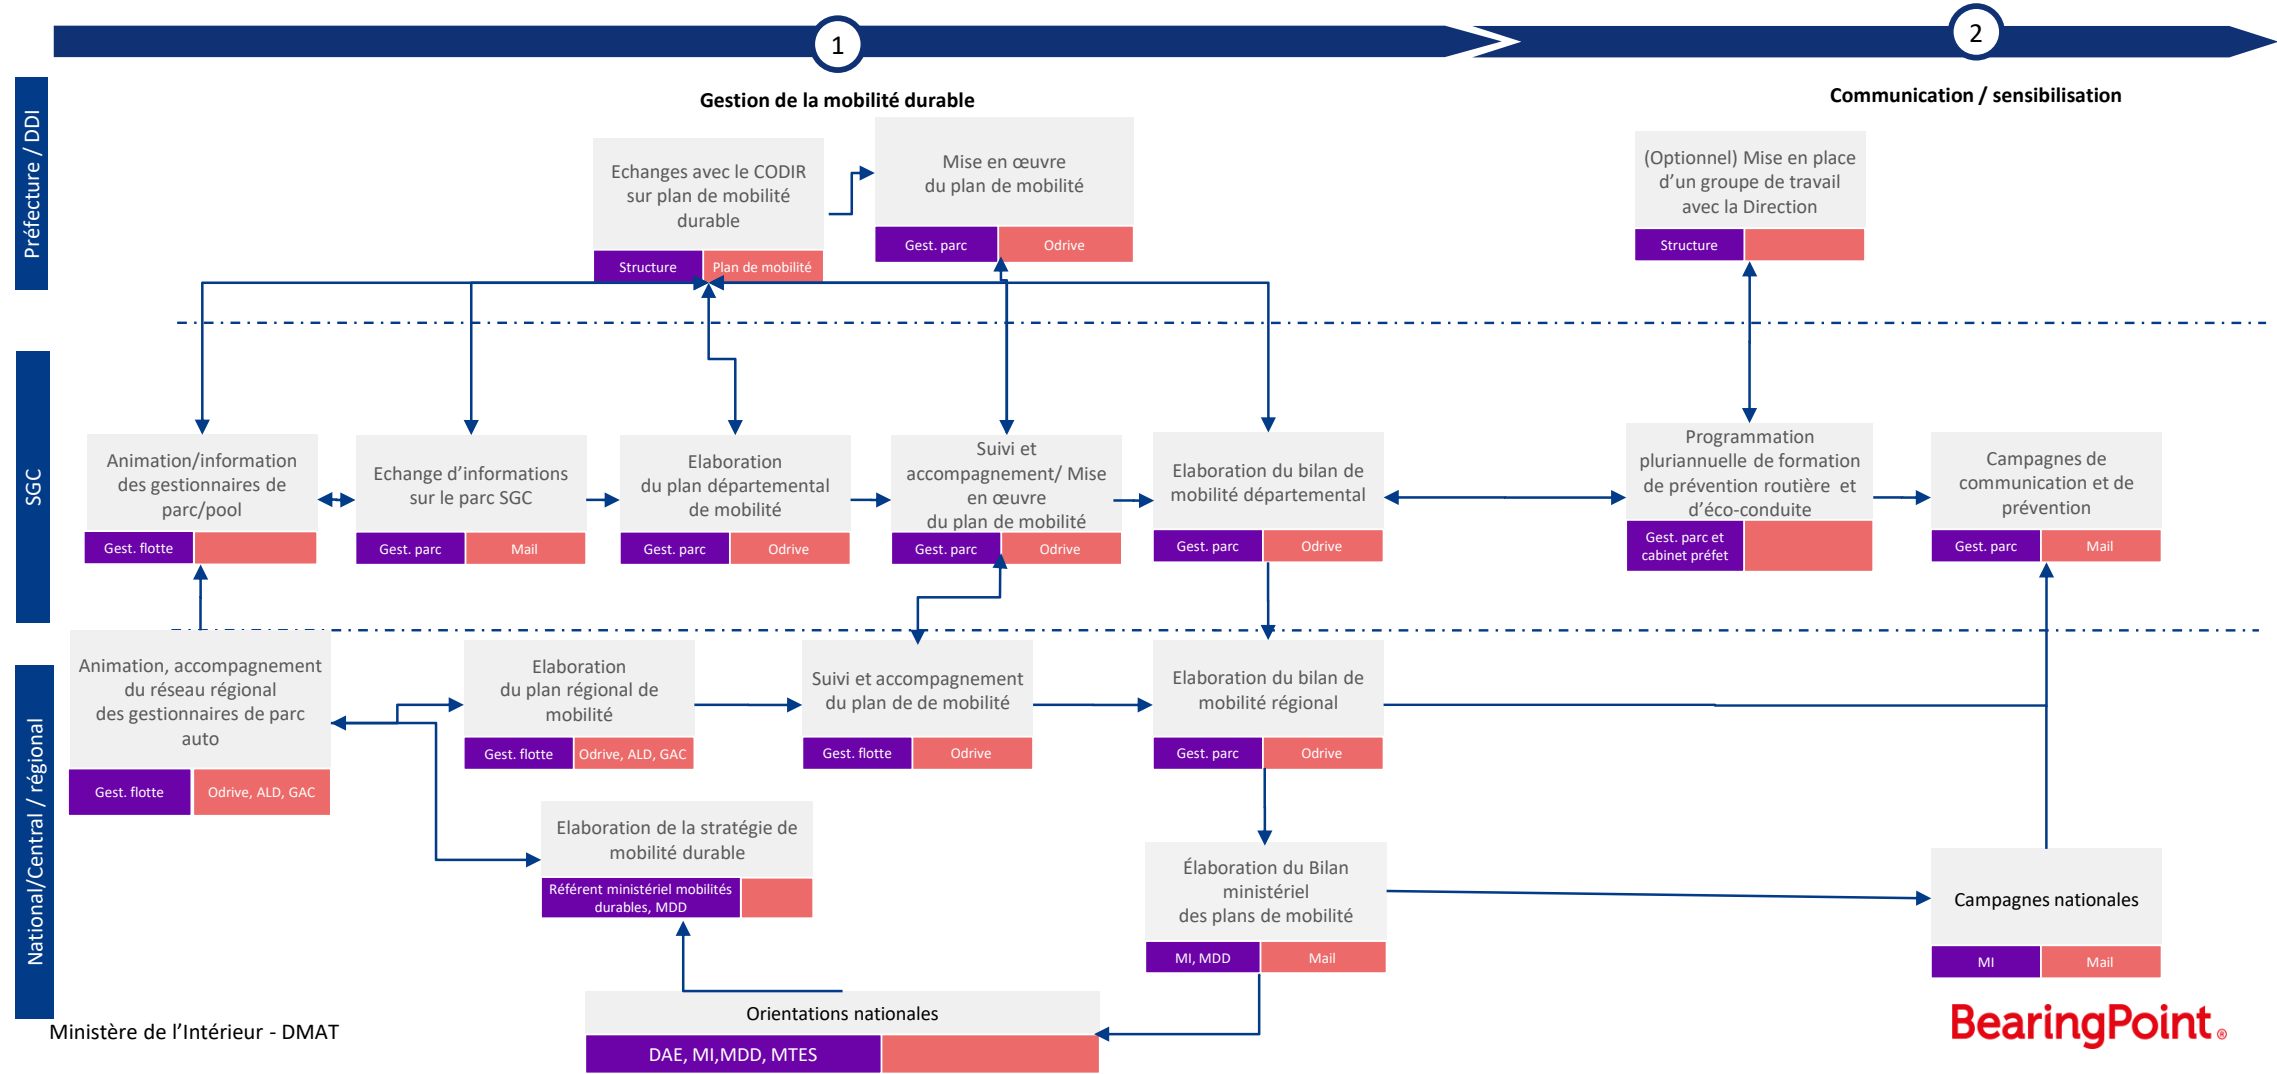 1
2
Gestion de la mobilité durable
Communication / sensibilisation
Préfecture / DDI
Echanges avec le CODIR
sur plan de mobilité
durable
Structure
Plan de mobilité
Mise en œuvre
du plan de mobilité
Gest. parc
Odrive
(Optionnel) Mise en place
d’un groupe de travail
avec la Direction
Structure
SGC
Animation/information
des gestionnaires de
parc/pool
Gest. flotte
Echange d’informations
sur le parc SGC
Gest. parc
Mail
Elaboration
du plan départemental
de mobilité
Gest. parc
Odrive
Suivi et
accompagnement/ Mise
en œuvre
du plan de mobilité
Gest. parc
Odrive
Elaboration du bilan de
mobilité départemental
Gest. parc
Odrive
Programmation
pluriannuelle de formation
de prévention routière et
d’éco-conduite
Gest. parc et
cabinet préfet
Campagnes de
communication et de
prévention
Gest. parc
Mail
National/Central / régional
Animation, accompagnement
du réseau régional
des gestionnaires de parc
auto
Gest. flotte
Odrive, ALD, GAC
Elaboration
du plan régional de
mobilité
Gest. flotte
Odrive, ALD, GAC
Suivi et accompagnement
du plan de de mobilité
Gest. flotte
Odrive
Elaboration du bilan de
mobilité régional
Gest. parc
Odrive
Elaboration de la stratégie de
mobilité durable
Référent ministériel mobilités
durables, MDD
Élaboration du Bilan
ministériel
des plans de mobilité
MI, MDD
Mail
Campagnes nationales
MI
Mail
Orientations nationales
DAE, MI,MDD, MTES
Ministère de l’Intérieur - DMAT
BearingPoint®